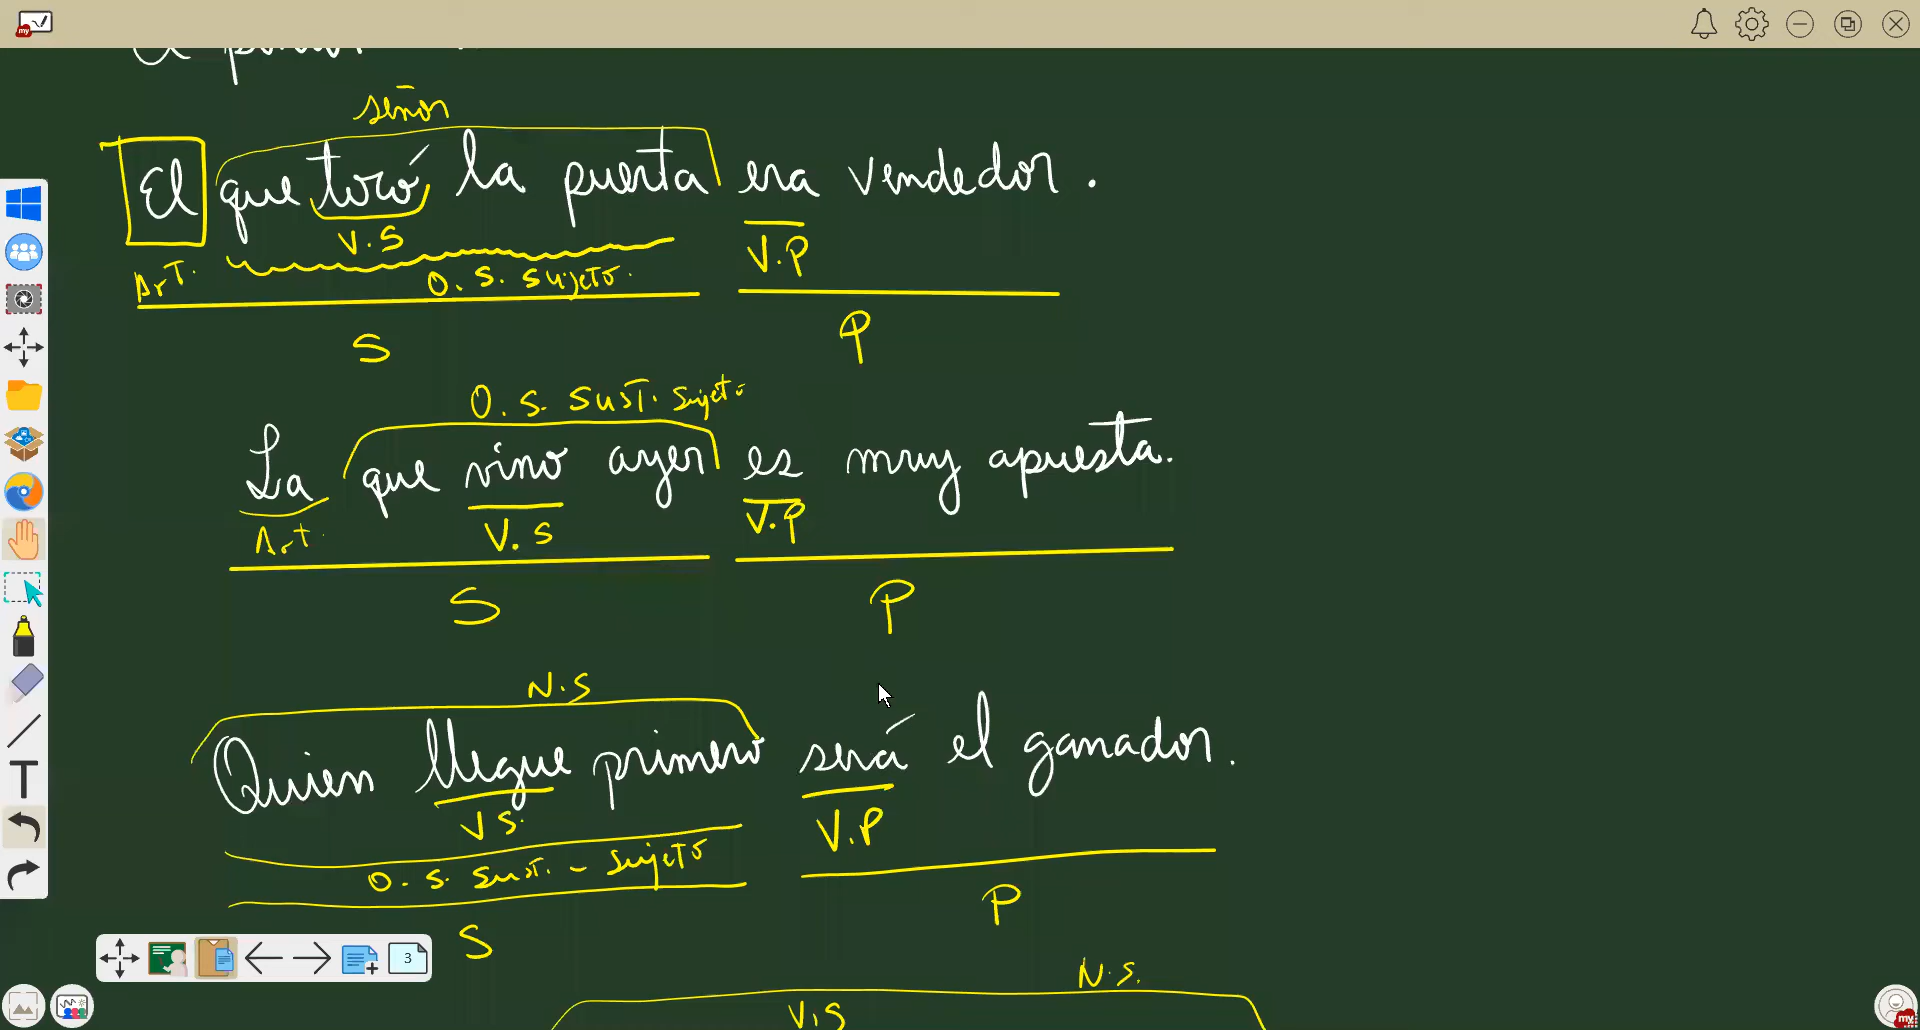 señor
El que tocó la puerta era vendedor.
V.S
V.P
Art.
O. S. Sujeto.
S
P
O. S. Sust. Sujeto
La que vino ayer es muy apuesta.
Art.
V. S
V.P
S
P
N.S
Quien llegue primero será el ganador.
V S.
V.P
O. S. Sust. - Sujeto
P
S
3
N.S.
V.S